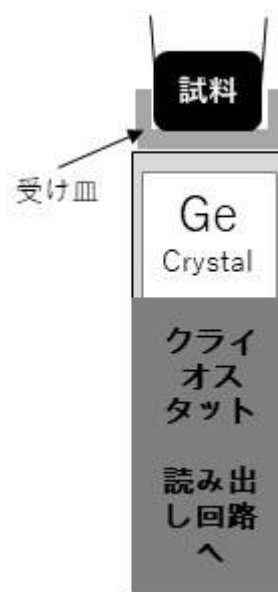 試料
受け皿
Ge
Crystal
クライ
オス
タット
読み出
し回路
へ